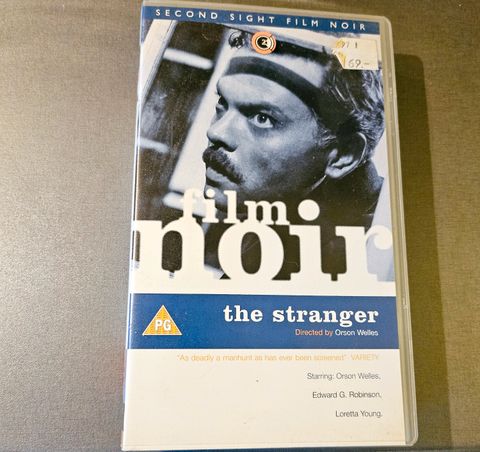 SECOND SIGHT FILM NOIR
69.-
film
noir
the stranger
Directed by Orson Welles
PG
"As deadly a manhunt as has ever been screened" VARIETY
Starring: Orson Welles,
Edward G. Robinson,
Loretta Young.